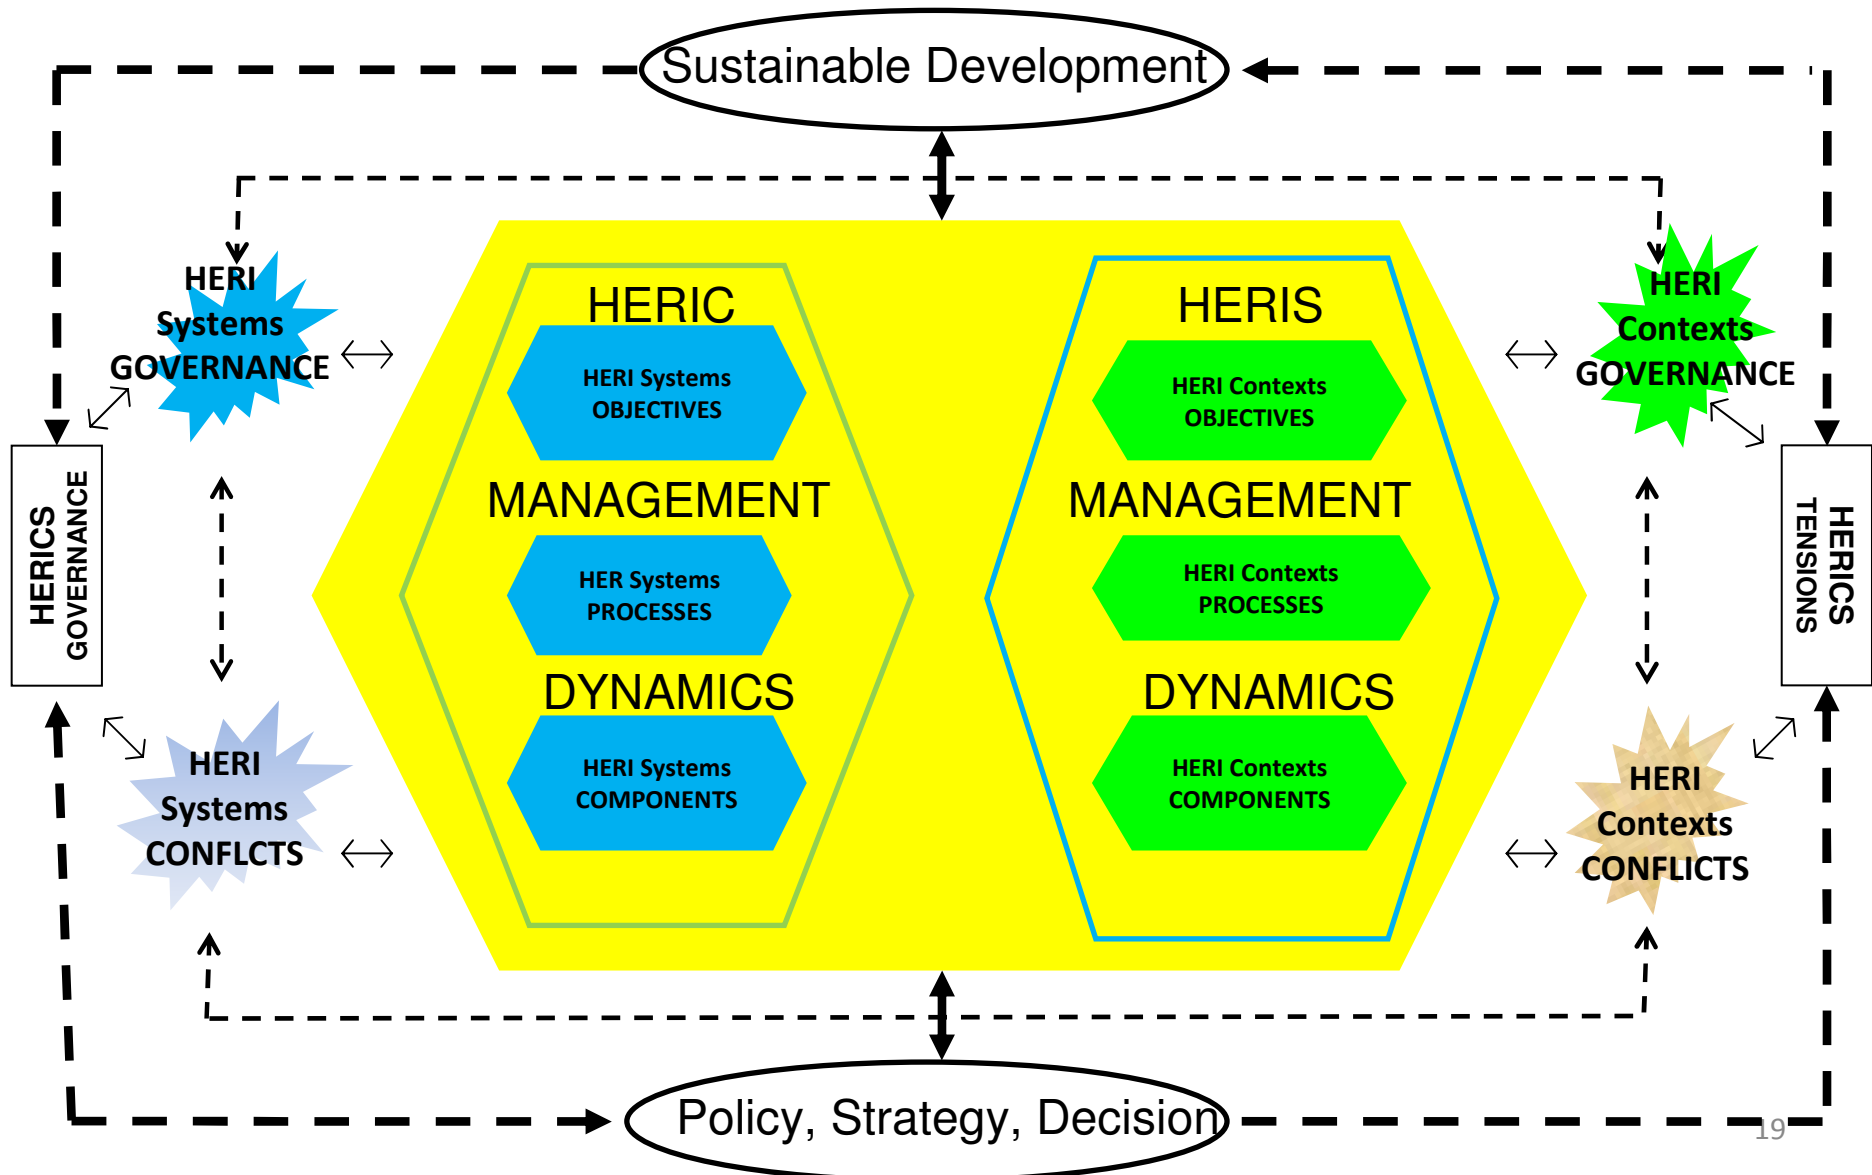 Sustainable Development
HERI
Systems
GOVERNANCE
HERIC
HERIS
HERI
Contexts
GOVERNANCE
HERI Systems
OBJECTIVES
HERI Contexts
OBJECTIVES
MANAGEMENT
MANAGEMENT
HERICS
GOVERNANCE
HERICS
TENSIONS
HER Systems
PROCESSES
HERI Contexts
PROCESSES
DYNAMICS
DYNAMICS
HERI
Systems
CONFLCTS
HERI Systems
COMPONENTS
HERI Contexts
COMPONENTS
HERI
Contexts
CONFLICTS
Policy, Strategy, Decision
19